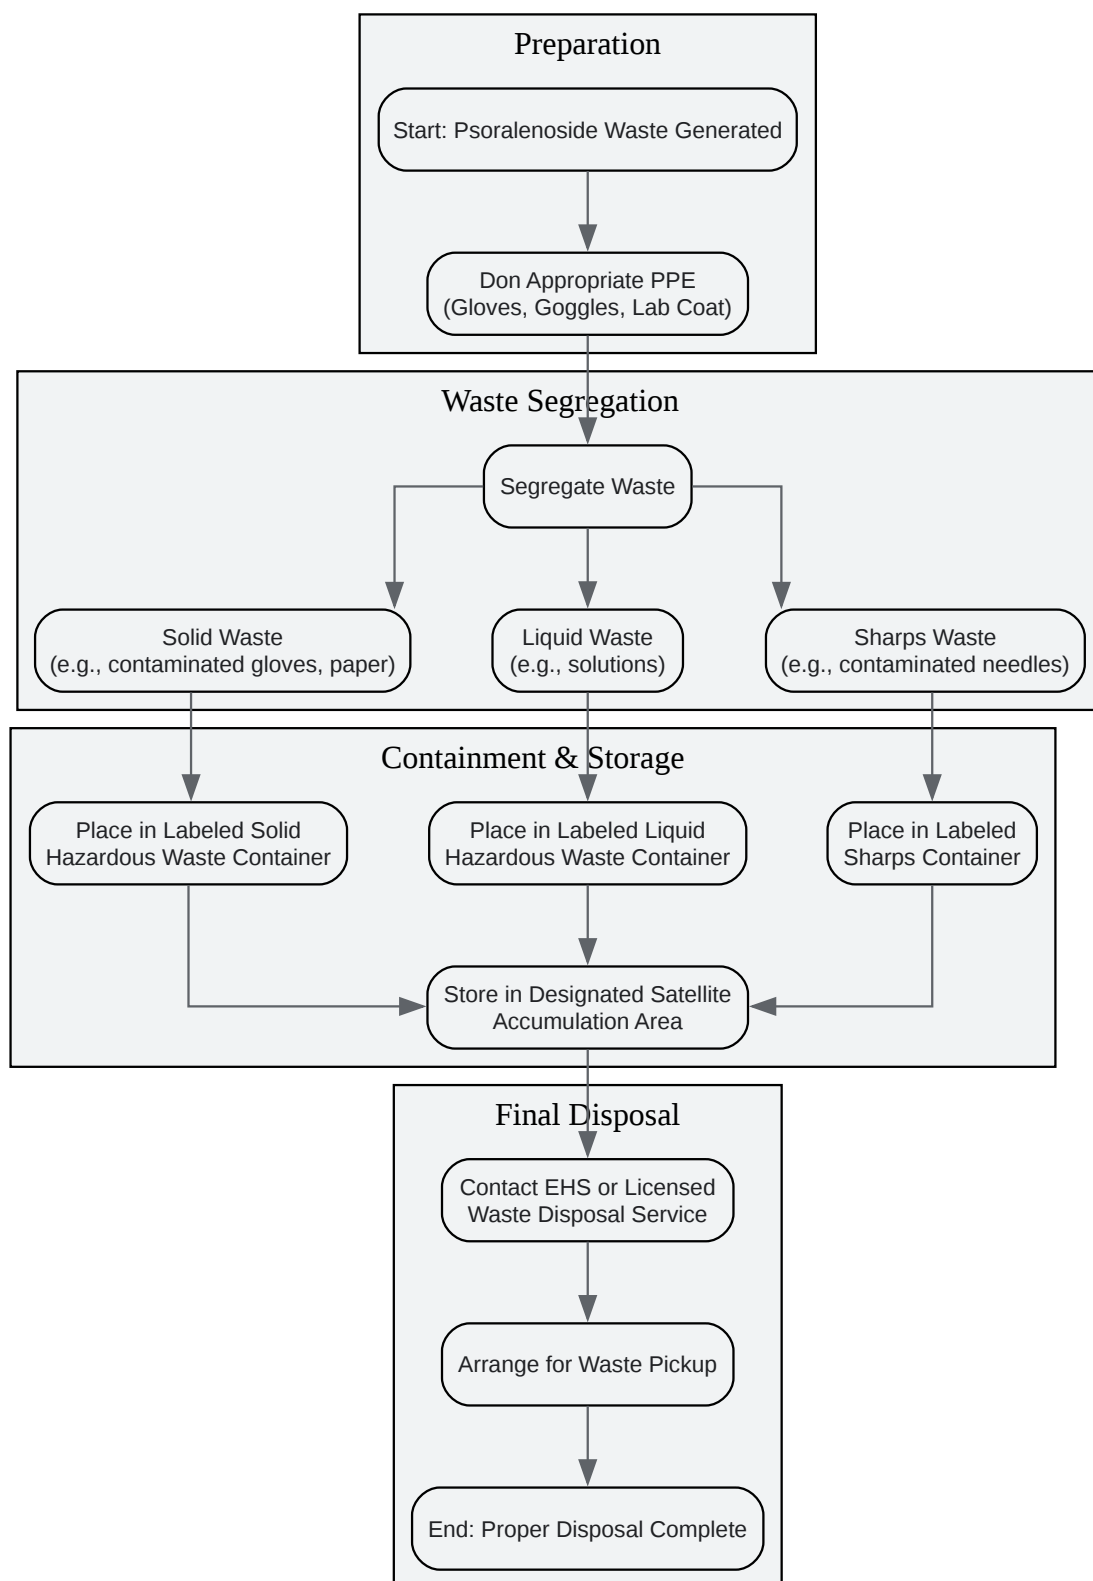 Preparation
Start: Psoralenoside Waste Generated
Don Appropriate PPE
(Gloves, Goggles, Lab Coat)
Waste Segregation
Segregate Waste
Solid Waste
(e.g., contaminated gloves, paper)
Liquid Waste
(e.g., solutions)
Sharps Waste
(e.g., contaminated needles)
Containment & Storage
Place in Labeled Solid
Hazardous Waste Container
Place in Labeled Liquid
Hazardous Waste Container
Place in Labeled
Sharps Container
Store in Designated Satellite
Accumulation Area
Final Disposal
Contact EHS or Licensed
Waste Disposal Service
Arrange for Waste Pickup
End: Proper Disposal Complete